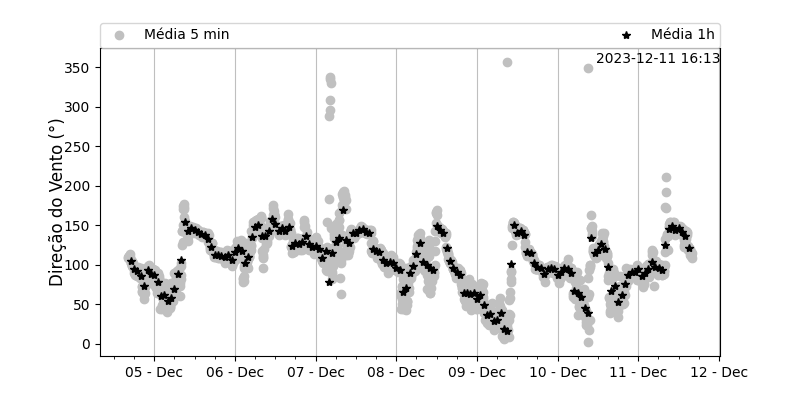 Média 5 min
Média 1h
2023-12-11 16:13
Direção do Vento (°)
350
300
250
200
150
100
50
0
05 - Dec
06 - Dec
07 - Dec
08 - Dec
09 - Dec
10 - Dec
11 - Dec
12 - Dec